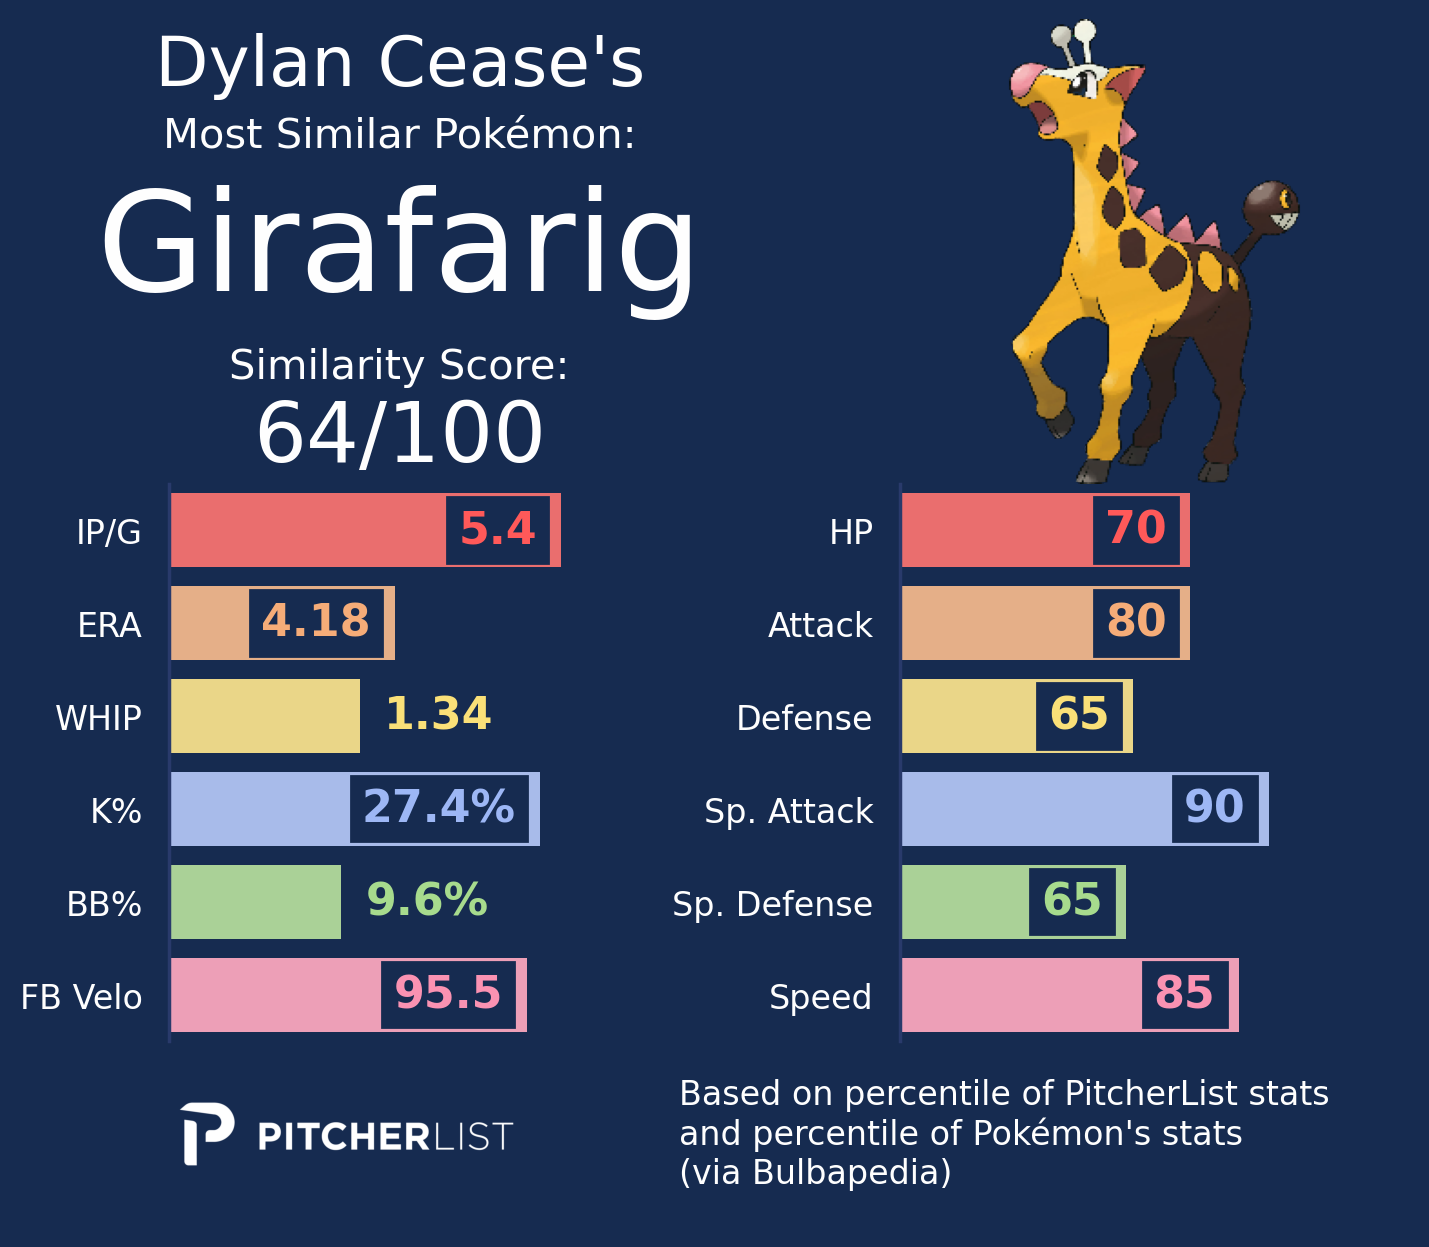 Dylan Cease's
Most Similar Pokémon:
Girafarig
Similarity Score:
64/100
IP/G 5.4
ERA 4.18
WHIP 1.34
K% 27.4%
BB% 9.6%
FB Velo 95.5
HP 70
Attack 80
Defense 65
Sp. Attack 90
Sp. Defense 65
Speed 85
PITCHERLIST
Based on percentile of PitcherList stats
and percentile of Pokémon's stats
(via Bulbapedia)